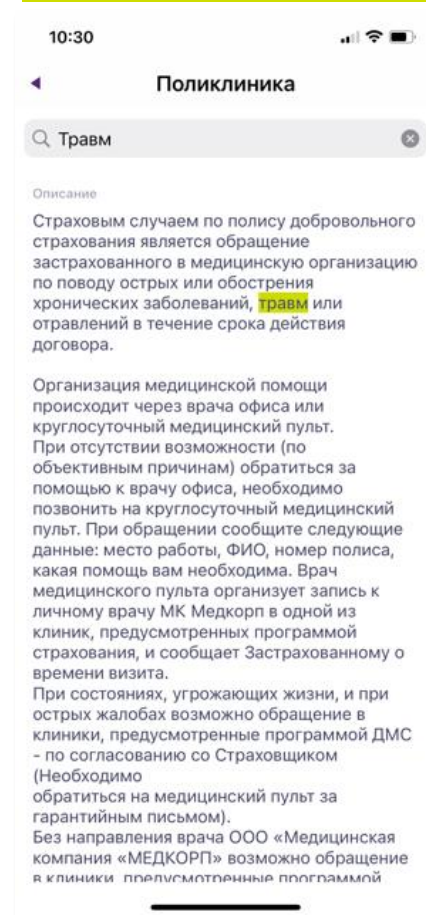 10:30
Поликлиника
Травм
Описание
Страховым случаем по полису добровольного
страхования является обращение
застрахованного в медицинскую организацию
по поводу острых или обострения
хронических заболеваний, травм или
отравлений в течение срока действия
договора.
Организация медицинской помощи
происходит через врача офиса или
круглосуточный медицинский пульт.
При отсутствии возможности (по
объективным причинам) обратиться за
помощью к врачу офиса, необходимо
позвонить на круглосуточный медицинский
пульт. При обращении сообщите следующие
данные: место работы, ФИО, номер полиса,
какая помощь вам необходима. Врач
медицинского пульта организует запись к
личному врачу МК Медкорп в одной из
клиник, предусмотренных программой
страхования, и сообщает Застрахованному о
времени визита.
При состояниях, угрожающих жизни, и при
острых жалобах возможно обращение в
клиники, предусмотренные программой ДМС
- по согласованию со Страховщиком
(Необходимо
обратиться на медицинский пульт за
гарантийным письмом).
Без направления врача ООО «Медицинская
компания «МЕДКОРП» возможно обращение
в клиники, предусмотренные программой